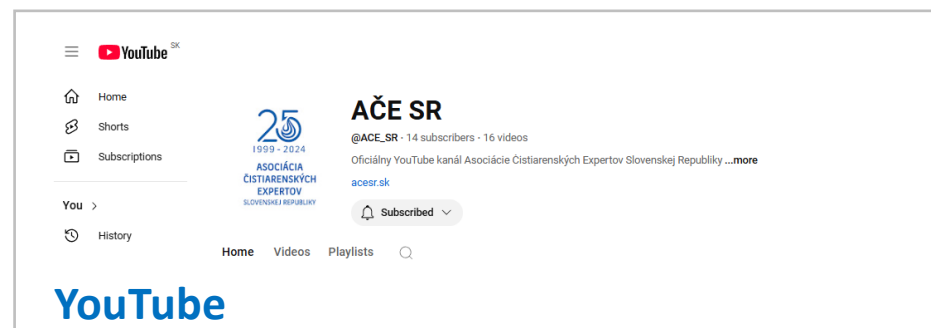 YouTube SK
Home
Shorts
Subscriptions
You
History
25
1999 - 2024
ASOCIÁCIA
ČISTIARENSKÝCH
EXPERTOV
SLOVENSKEJ REPUBLIKY
AČE SR
@ACE_SR · 14 subscribers · 16 videos
Oficiálny YouTube kanál Asociácie Čistiarenských Expertov Slovenskej Republiky ...more
acesr.sk
Subscribed
Home Videos Playlists
YouTube